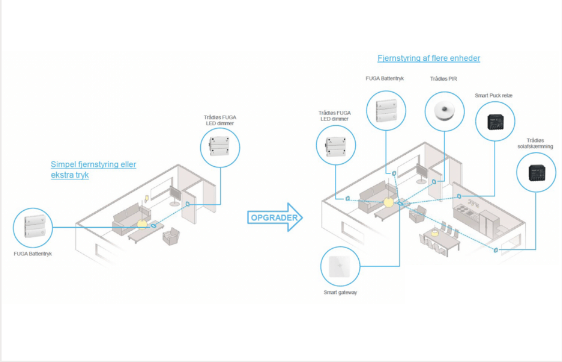 Fjernstyring af flere enheder
FUGA Batteritryk
Trådløs PIR
Smart Puck relæ
Trådløs FUGA
LED dimmer
Trådløs FUGA
LED dimmer
Trådløs
solafskærmning
Simpel fjernstyring eller
ekstra tryk
OPGRADER
FUGA Batteritryk
Smart gateway